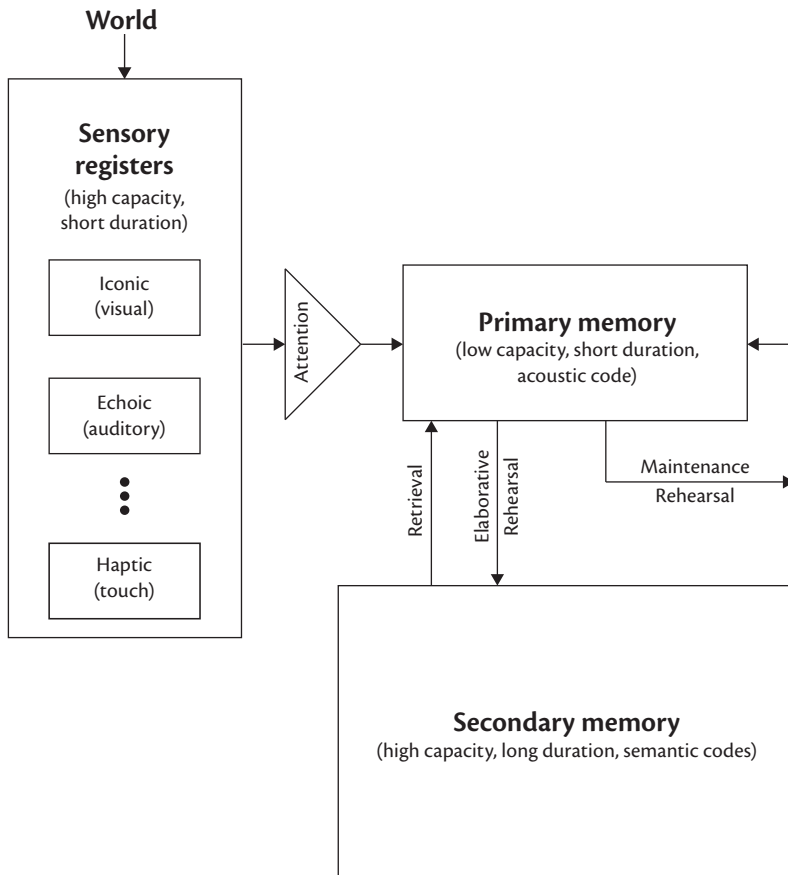 World
Sensory
registers
(high capacity,
short duration)
Iconic
(visual)
Echoic
(auditory)
Haptic
(touch)
Attention
Primary memory
(low capacity, short duration,
acoustic code)
Retrieval
Elaborative
Rehearsal
Maintenance
Rehearsal
Secondary memory
(high capacity, long duration, semantic codes)